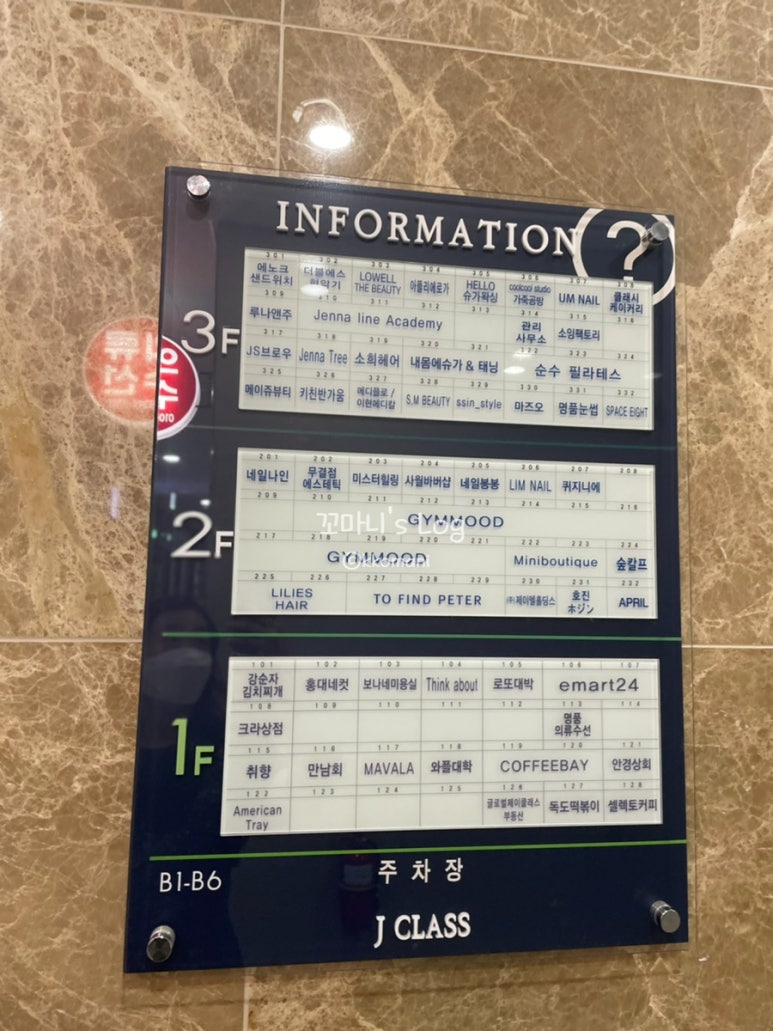 INFORMATION ?
3F
301 302 303 304 305 306 307 308
에노크 샌드위치
더블에스
LOWELL THE BEAUTY
아플리에로가
HELLO 슈가왁싱
coolcool studio 가죽공방
UM NAIL
클래시 케이커리
309 310 311 312 313 314 315 316
루나앤주
Jenna line Academy
관리 사무소
소잉팩토리
317 318 319 320 321 322 323 324
JS브로우
Jenna Tree
소희헤어
내몸에슈가 & 태닝
순수 필라테스
325 326 327 328 329 330 331 332
메이쥬뷰티
키친반가움
메디플로 / 이현메디칼
S.M BEAUTY
ssin_style
마즈오
명품눈썹
SPACE EIGHT
2F
201 202 203 204 205 206 207 208
네일나인
무결점 에스테틱
미스터힐링
사월바버샵
네일봉봉
LIM NAIL
퀴지니에
209 210 211 212 213 214 215 216
GYMMOOD
꼬마니's Log
217 218 219 220 221 222 223 224
GYMMOOD
Miniboutique
숲칼프
225 226 227 228 229 230 231 232
LILIES HAIR
TO FIND PETER
㈜제이엘홀딩스
호진 ホジン
APRIL
1F
101 102 103 104 105 106 107
강순자 김치찌개
홍대네컷
보나네미용실
Think about
로또대박
emart24
108 109 110 111 112 113 114
크라상점
명품 의류수선
115 116 117 118 119 120 121
취향
만남회
MAVALA
와플대학
COFFEEBAY
안경상회
122 123 124 125 126 127 128
American Tray
글로벌제이클래스 부동산
독도떡볶이
셀렉토커피
B1-B6
주차장
J CLASS